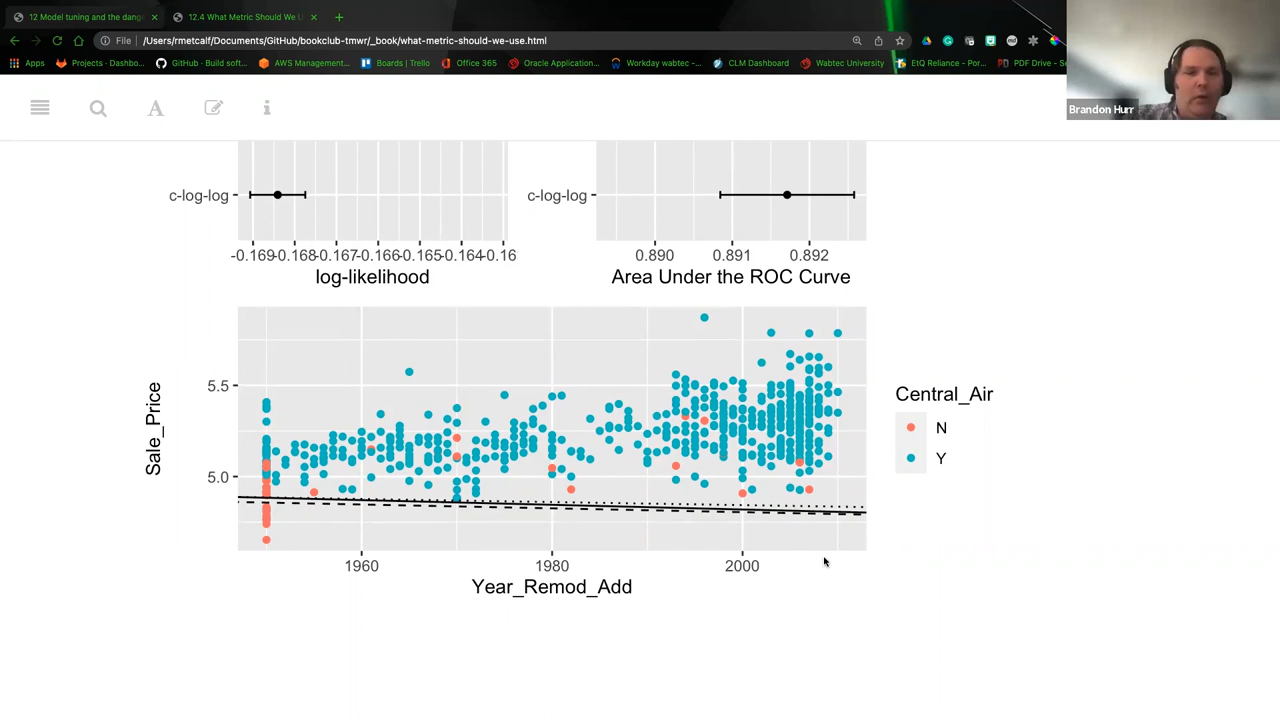 12 Model tuning and the dang
12.4 What Metric Should We U
File /Users/rmetcalf/Documents/GitHub/bookclub-tmwr/_book/what-metric-should-we-use.html
Apps Projects - Dashbo... GitHub - Build soft... AWS Management... Boards | Trello Office 365 Oracle Application... Workday wabtec -... CLM Dashboard Wabtec University EtQ Reliance - Por... PDF Drive - Se
Brandon Hurr
c-log-log c-log-log
-0.169 -0.168 -0.167 -0.166 -0.165 -0.164 -0.16 0.890 0.891 0.892
log-likelihood Area Under the ROC Curve
Sale_Price
5.5
5.0
Central_Air
N
Y
1960 1980 2000
Year_Remod_Add